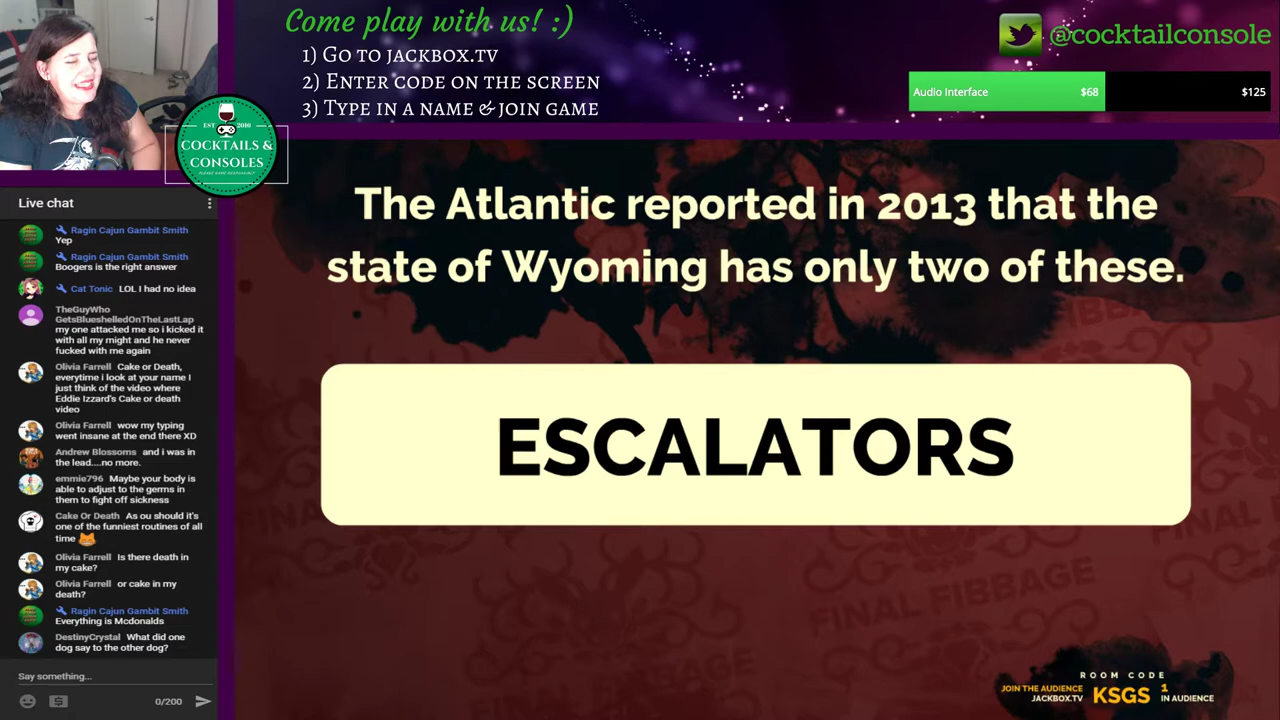 Come play with us! :)
1) Go to jackbox.tv
2) Enter code on the screen
3) Type in a name & join game
@cocktailconsole
Audio Interface $68 $125
EST 2016
COCKTAILS &
CONSOLES
PLEASE GAME RESPONSIBLY
Live chat
Ragin Cajun Gambit Smith
Yep
Ragin Cajun Gambit Smith
Boogers is the right answer
Cat Tonic LOL I had no idea
TheGuyWho
GetsBlueshelledOnTheLastLap
my one attacked me so i kicked it
with all my might and he never
fucked with me again
Olivia Farrell Cake or Death,
everytime i look at your name I
just think of the video where
Eddie Izzard's Cake or death
video
Olivia Farrell wow my typing
went insane at the end there XD
Andrew Blossoms and i was in
the lead....no more.
emmie796 Maybe your body is
able to adjust to the germs in
them to fight off sickness
Cake Or Death As ou should it's
one of the funniest routines of all
time
Olivia Farrell Is there death in
my cake?
Olivia Farrell or cake in my
death?
Ragin Cajun Gambit Smith
Everything is Mcdonalds
DestinyCrystal What did one
dog say to the other dog?
Say something...
0/200
The Atlantic reported in 2013 that the
state of Wyoming has only two of these.
ESCALATORS
FINAL FIBBAGE
ROOM CODE
JOIN THE AUDIENCE
JACKBOX.TV
KSGS
1
IN AUDIENCE